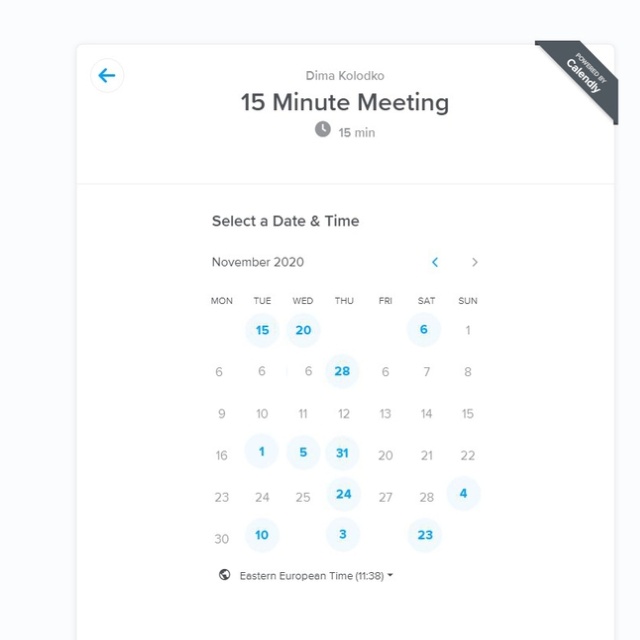 POWERED BY
Calendly
Dima Kolodko
15 Minute Meeting
15 min
Select a Date & Time
November 2020
MON TUE WED THU FRI SAT SUN
15 20 6 1
6 6 6 28 6 7 8
9 10 11 12 13 14 15
16 1 5 31 20 21 22
23 24 25 24 27 28 4
30 10 3 23
Eastern European Time (11:38)